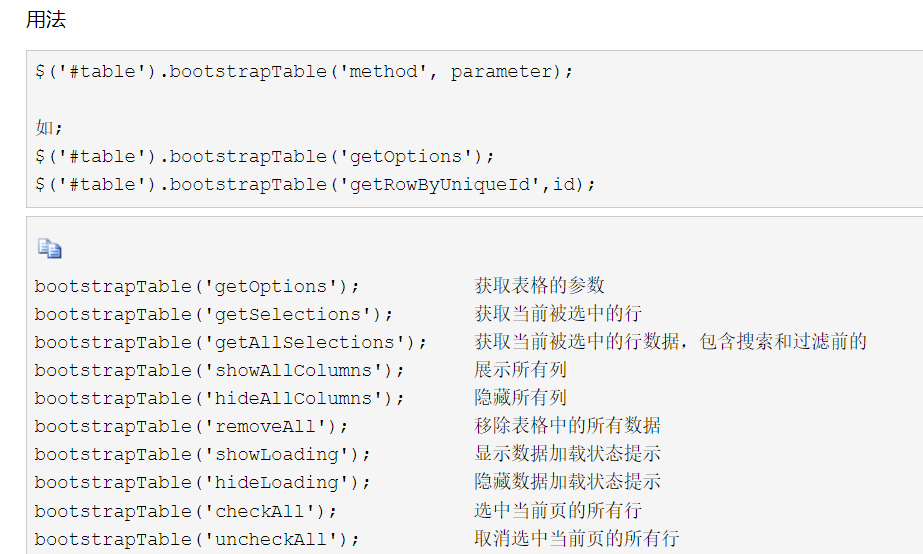 用法
$('#table').bootstrapTable('method', parameter);
如;
$('#table').bootstrapTable('getOptions');
$('#table').bootstrapTable('getRowByUniqueId',id);
bootstrapTable('getOptions'); 获取表格的参数
bootstrapTable('getSelections'); 获取当前被选中的行
bootstrapTable('getAllSelections'); 获取当前被选中的行数据，包含搜索和过滤前的
bootstrapTable('showAllColumns'); 展示所有列
bootstrapTable('hideAllColumns'); 隐藏所有列
bootstrapTable('removeAll'); 移除表格中的所有数据
bootstrapTable('showLoading'); 显示数据加载状态提示
bootstrapTable('hideLoading'); 隐藏数据加载状态提示
bootstrapTable('checkAll'); 选中当前页的所有行
bootstrapTable('uncheckAll'); 取消选中当前页的所有行